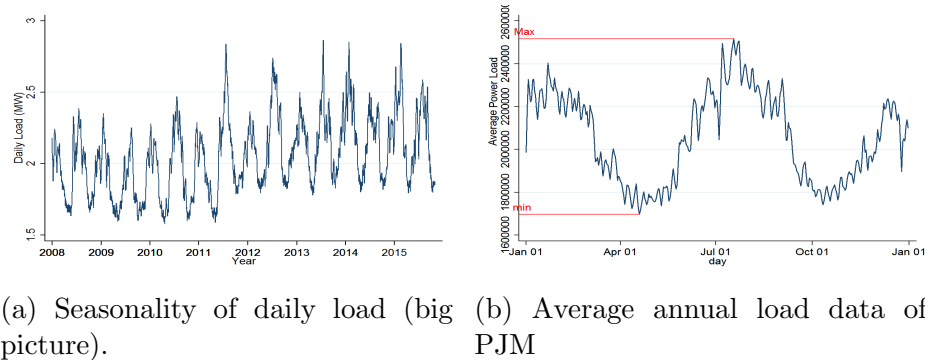 Daily Load (MW)
3
2.5
2
1.5
2008 2009 2010 2011 2012 2013 2014 2015
Year
Average Power Load
2600000
2400000
2200000
2000000
1800000
1600000
Max
min
Jan 01 Apr 01 Jul 01 Oct 01 Jan 01
day
(a) Seasonality of daily load (big
picture).
(b) Average annual load data of
PJM